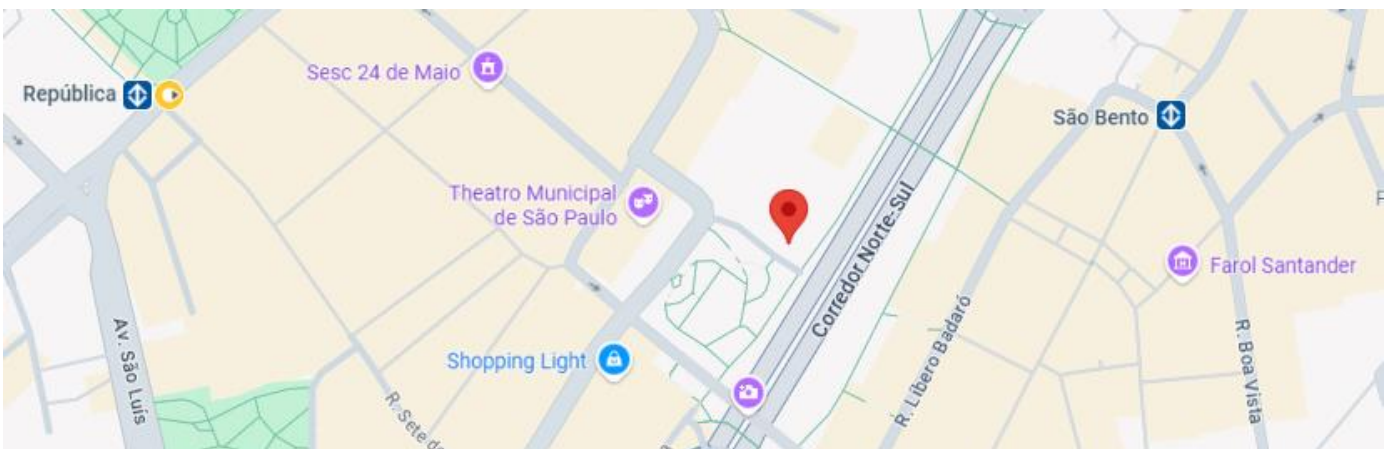 Sesc 24 de Maio
República
São Bento
Theatro Municipal
de São Paulo
Corredor Norte-Sul
Farol Santander
Av. São Luís
Shopping Light
R. Líbero Badaró
R. Boa Vista
R. Sete de